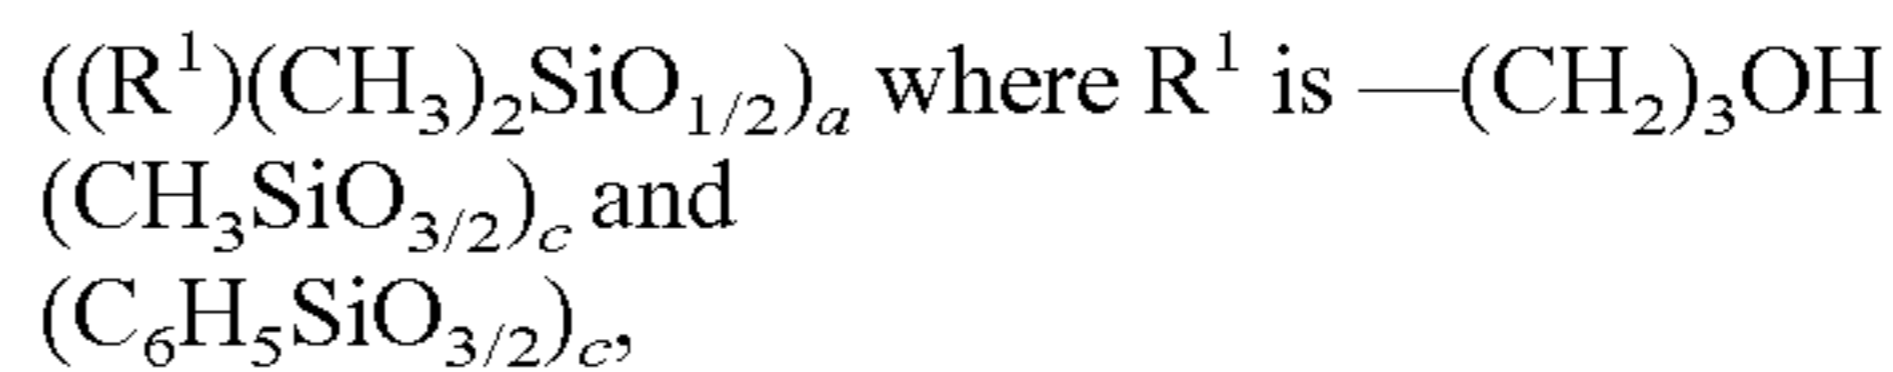 ((R¹)(CH₃)₂SiO₁/₂)ₐ where R¹ is —(CH₂)₃OH
(CH₃SiO₃/₂)c and
(C₆H₅SiO₃/₂)c,